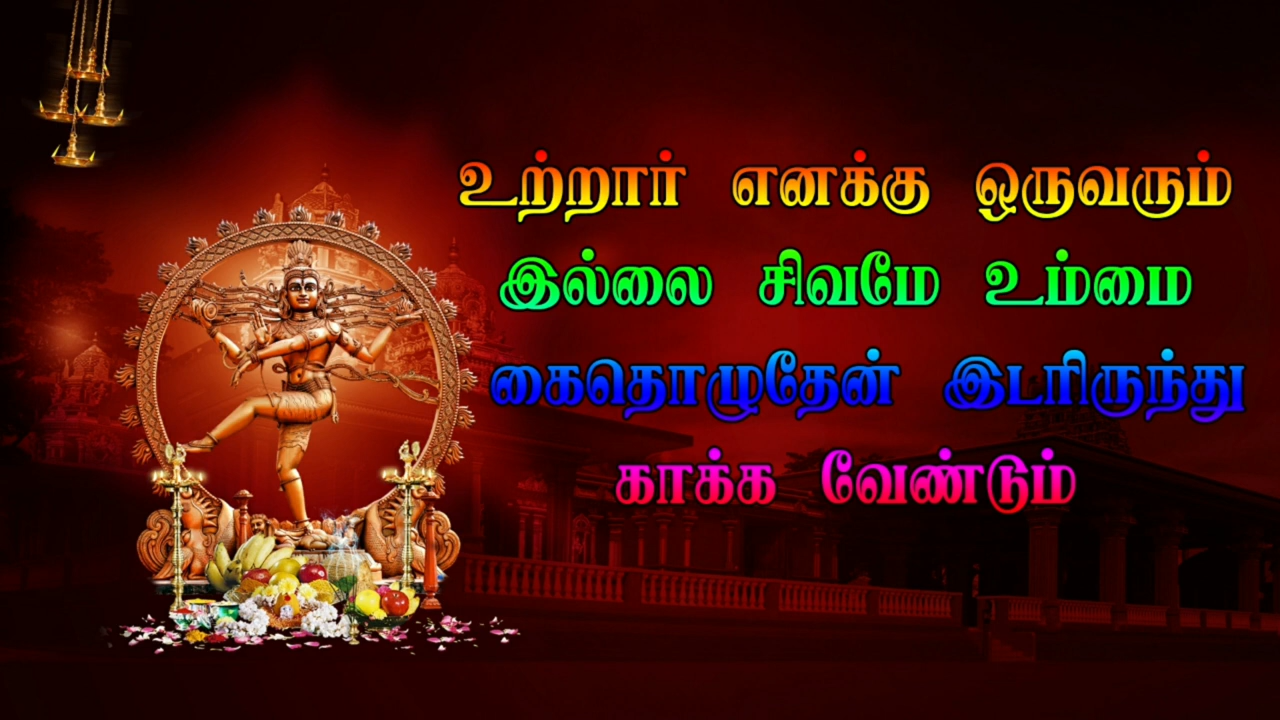 உற்றார் எனக்கு ஒருவரும்
இல்லை சிவமே உம்மை
கைதொழுதேன் இடரிருந்து
காக்க வேண்டும்